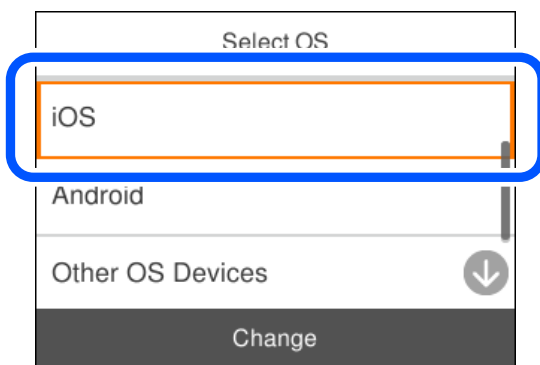 Select OS
iOS
Android
Other OS Devices
Change